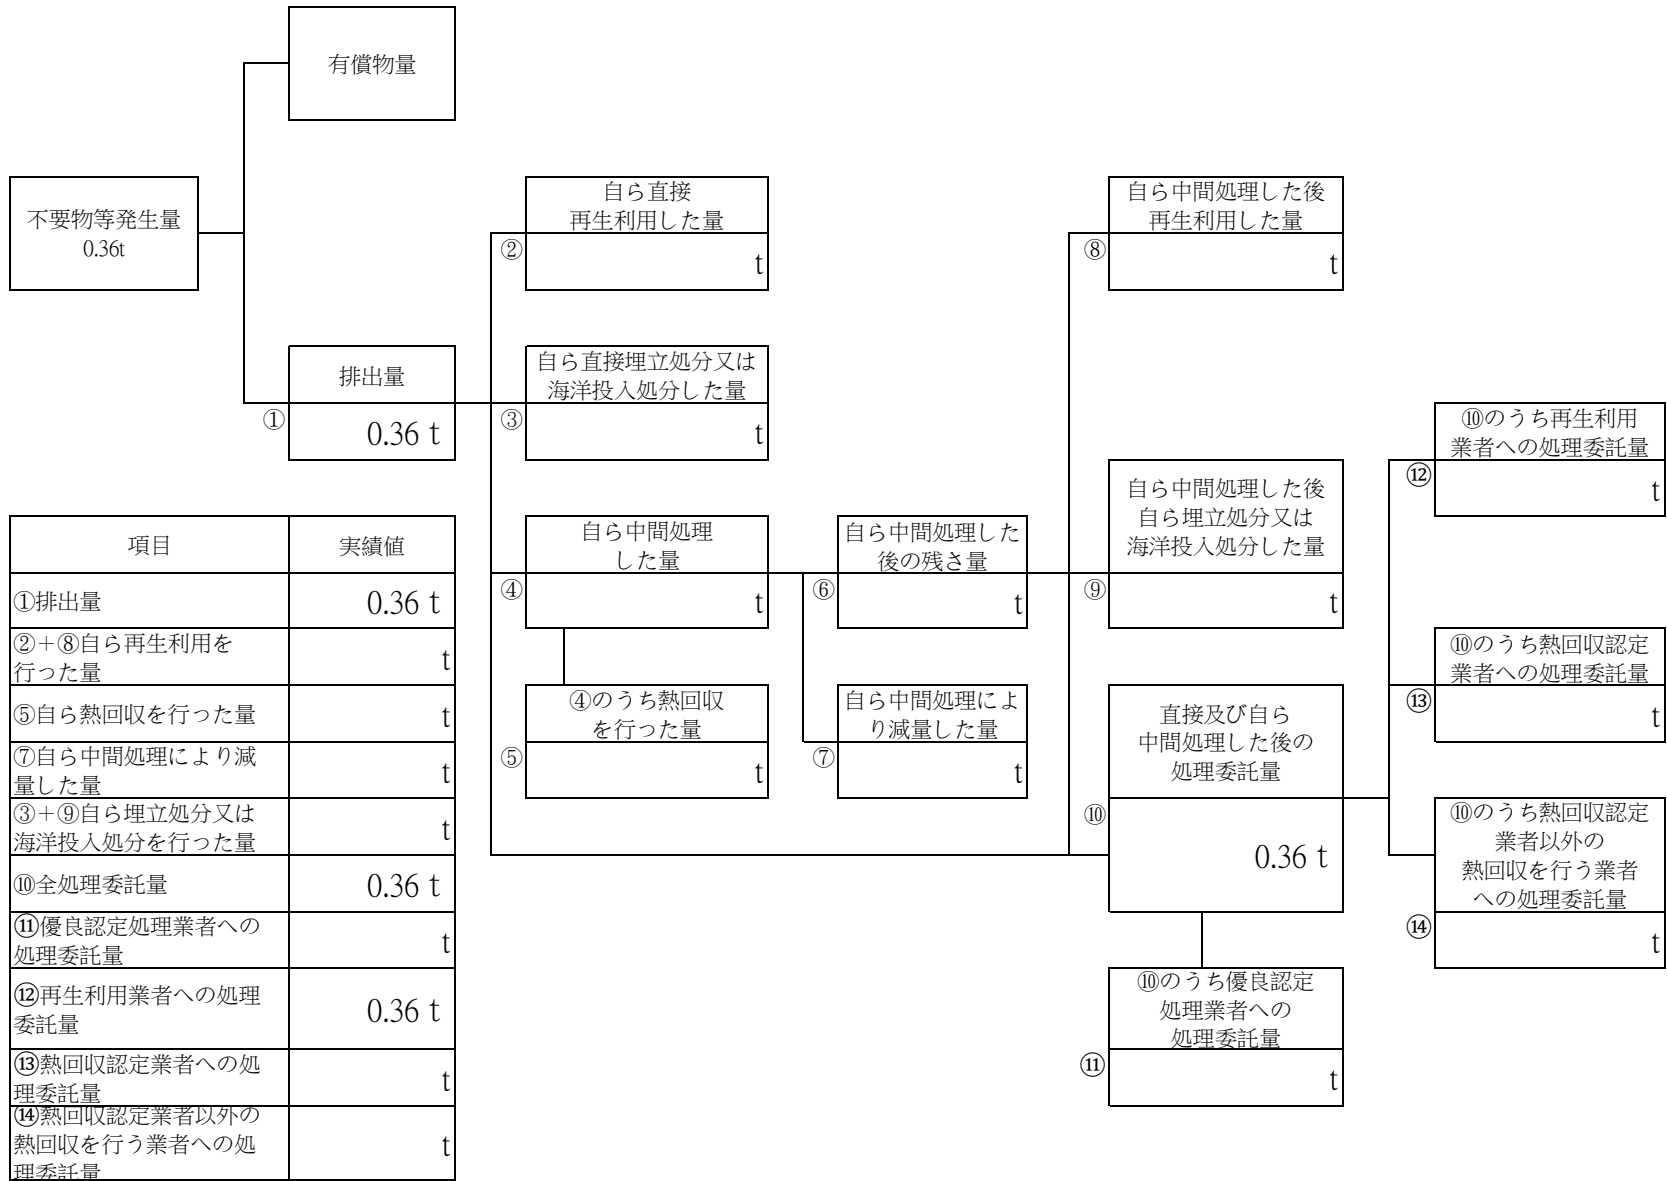 有償物量
不要物等発生量
0.36t
自ら直接
再生利用した量
②
t
自ら中間処理した後
再生利用した量
⑧
t
排出量
①
0.36 t
自ら直接埋立処分又は
海洋投入処分した量
③
t
⑩のうち再生利用
業者への処理委託量
⑫
t
自ら中間処理
した量
④
t
自ら中間処理した
後の残さ量
⑥
t
自ら中間処理した後
自ら埋立処分又は
海洋投入処分した量
⑨
t
⑩のうち熱回収認定
業者への処理委託量
⑬
t
④のうち熱回収
を行った量
⑤
t
自ら中間処理によ
り減量した量
⑦
t
直接及び自ら
中間処理した後の
処理委託量
⑩
0.36 t
⑩のうち熱回収認定
業者以外の
熱回収を行う業者
への処理委託量
⑭
t
⑩のうち優良認定
処理業者への
処理委託量
⑪
t
項目 実績値
①排出量 0.36 t
②＋⑧自ら再生利用を
行った量 t
⑤自ら熱回収を行った量 t
⑦自ら中間処理により減
量した量 t
③＋⑨自ら埋立処分又は
海洋投入処分を行った量 t
⑩全処理委託量 0.36 t
⑪優良認定処理業者への
処理委託量 t
⑫再生利用業者への処理
委託量 0.36 t
⑬熱回収認定業者への処
理委託量 t
⑭熱回収認定業者以外の
熱回収を行う業者への処
理委託量 t